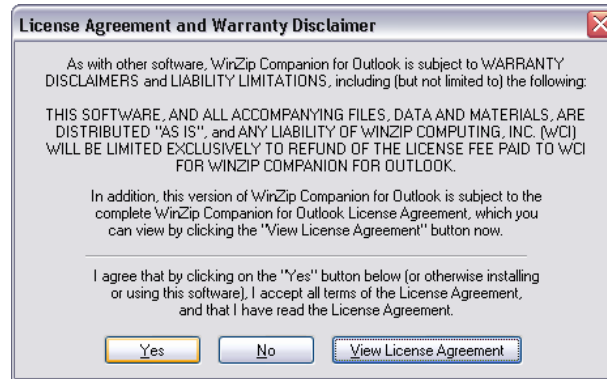 License Agreement and Warranty Disclaimer
As with other software, WinZip Companion for Outlook is subject to WARRANTY
DISCLAIMERS and LIABILITY LIMITATIONS, including (but not limited to) the following:
THIS SOFTWARE, AND ALL ACCOMPANYING FILES, DATA AND MATERIALS, ARE
DISTRIBUTED "AS IS", and ANY LIABILITY OF WINZIP COMPUTING, INC. (WCI)
WILL BE LIMITED EXCLUSIVELY TO REFUND OF THE LICENSE FEE PAID TO WCI
FOR WINZIP COMPANION FOR OUTLOOK.
In addition, this version of WinZip Companion for Outlook is subject to the
complete WinZip Companion for Outlook License Agreement, which you
can view by clicking the "View License Agreement" button now.
I agree that by clicking on the "Yes" button below (or otherwise installing
or using this software), I accept all terms of the License Agreement,
and that I have read the License Agreement.
Yes No View License Agreement